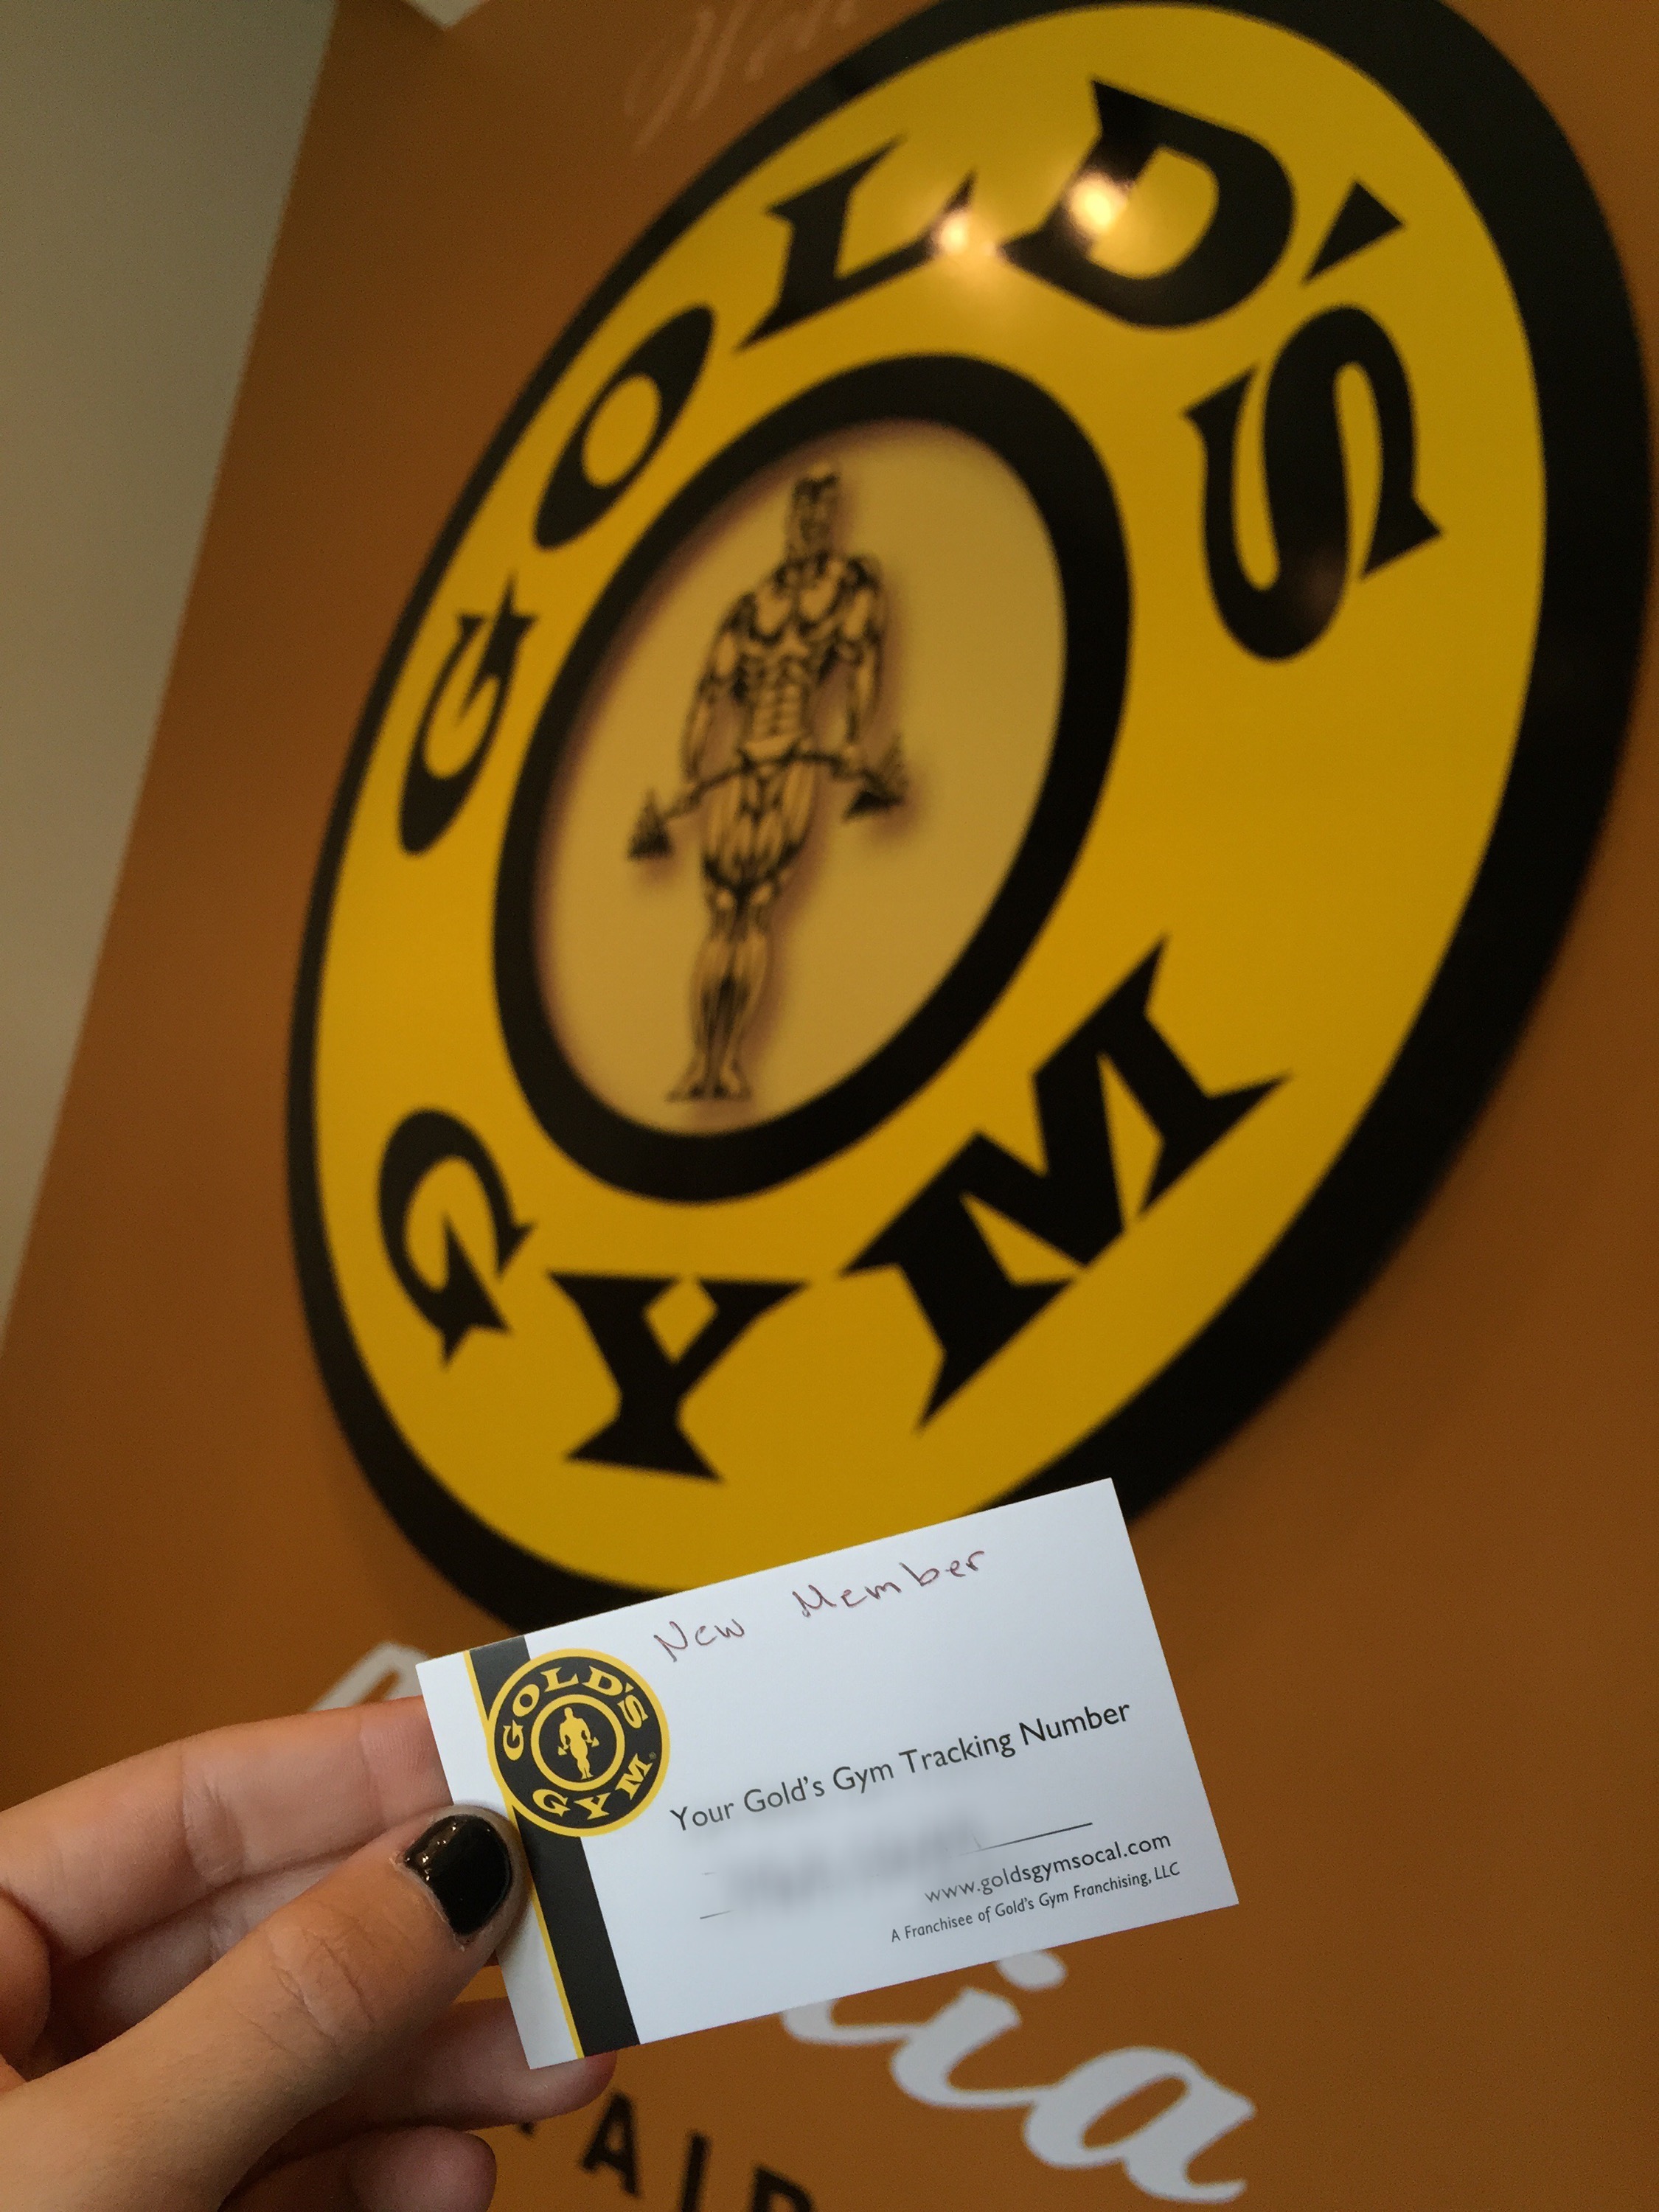 GOLD'S
GYM
New Member
GOLD'S
GYM
Your Gold's Gym Tracking Number
www.goldsgymsocal.com
A Franchisee of Gold's Gym Franchising, LLC